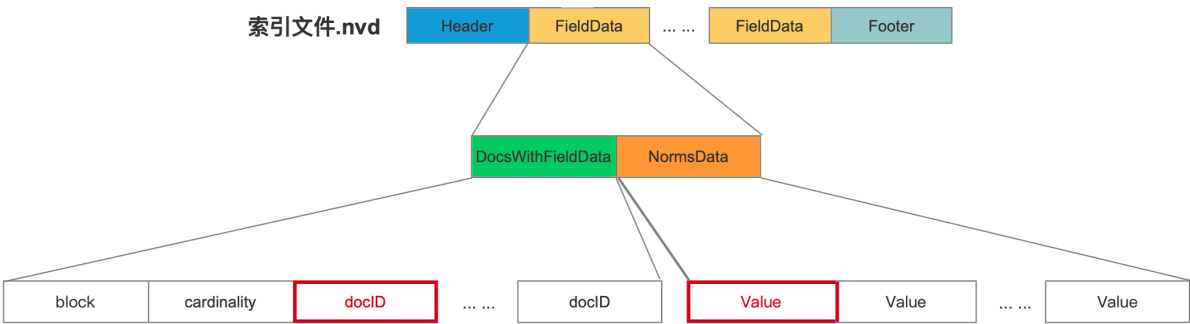 索引文件.nvd Header FieldData ... ... FieldData Footer
DocsWithFieldData NormsData
block cardinality docID ... ... docID Value Value ... ... Value